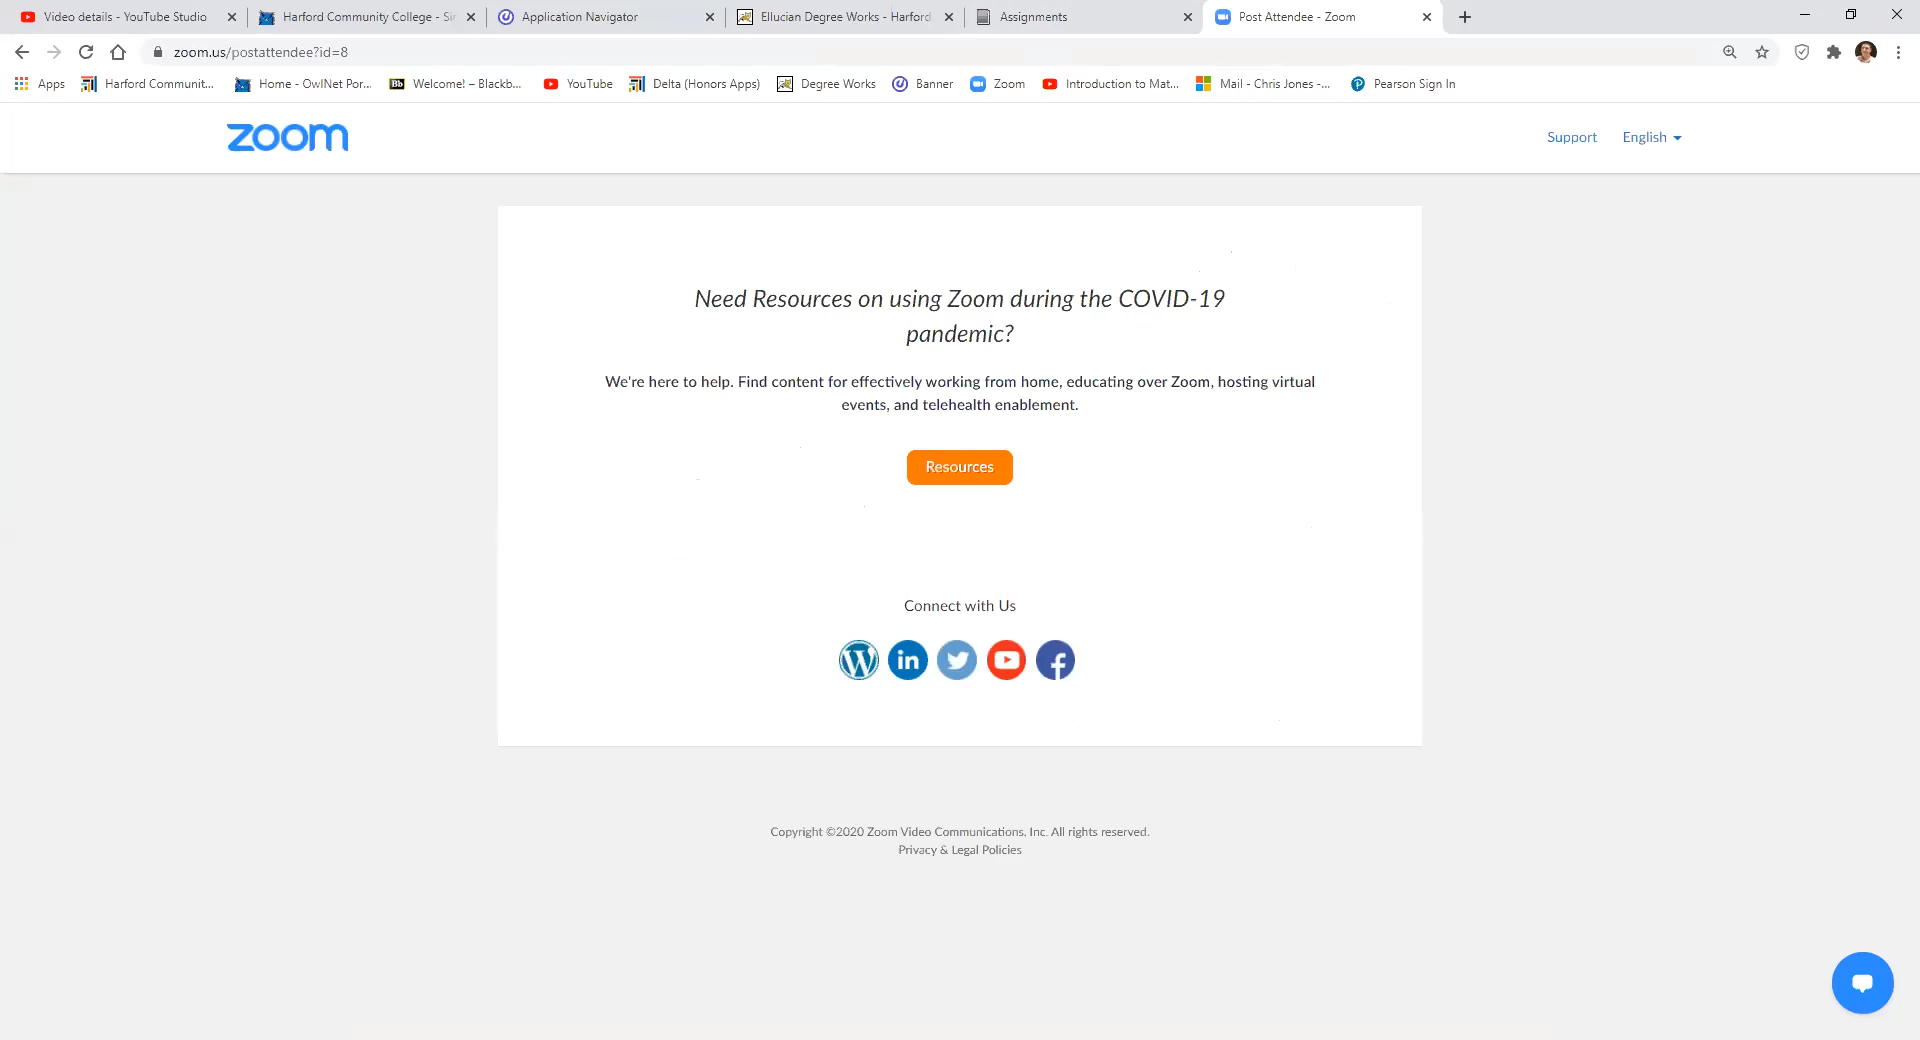 Video details - YouTube Studio
Harford Community College - Sir
Application Navigator
Ellucian Degree Works - Harford
Assignments
Post Attendee - Zoom
zoom.us/postattendee?id=8
Apps
Harford Communit...
Home - OwlNet Por...
Bb
Welcome! – Blackb...
YouTube
Delta (Honors Apps)
Degree Works
Banner
Zoom
Introduction to Mat...
Mail - Chris Jones -...
Pearson Sign In
zoom
Support
English
Need Resources on using Zoom during the COVID-19
pandemic?
We're here to help. Find content for effectively working from home, educating over Zoom, hosting virtual
events, and telehealth enablement.
Resources
Connect with Us
Copyright ©2020 Zoom Video Communications, Inc. All rights reserved.
Privacy & Legal Policies